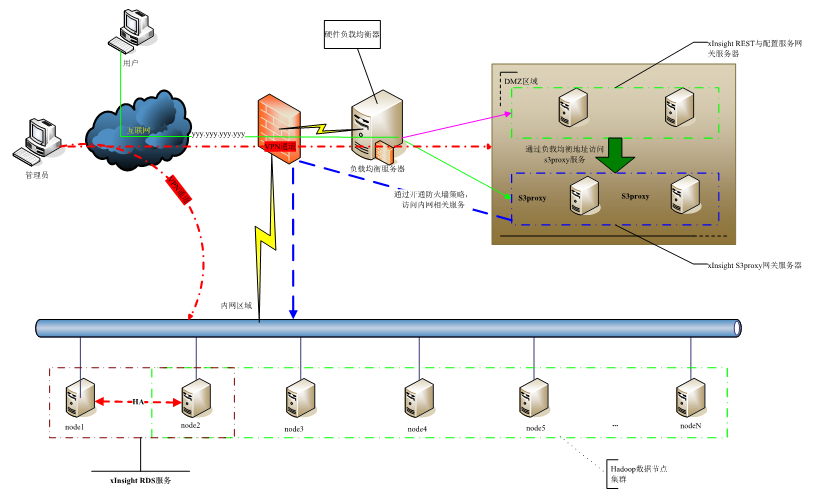 硬件负载均衡器
xInsight REST与配置服务网
关服务器
用户
DMZ区域
互联网
yyy.yyy.yyy.yyy
VPN通道
通过负载均衡地址访问
s3proxy服务
管理员
负载均衡服务器
VPN通道
通过开通防火墙策略,
访问内网相关服务
S3proxy
S3proxy
xInsight S3proxy网关服务器
内网区域
HA
node1
node2
node3
node4
node5
...
nodeN
Hadoop数据节点
集群
xInsight RDS服务